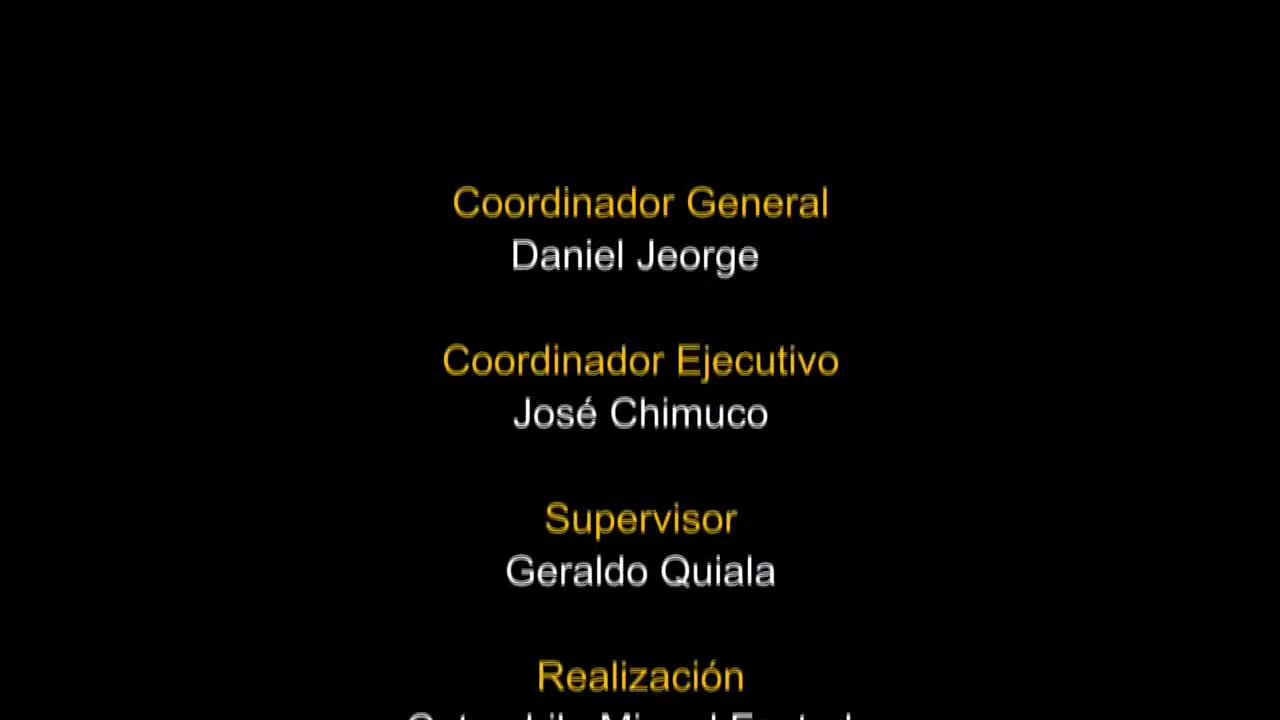 Coordinador General
Daniel Jeorge
Coordinador Ejecutivo
José Chimuco
Supervisor
Geraldo Quiala
Realización